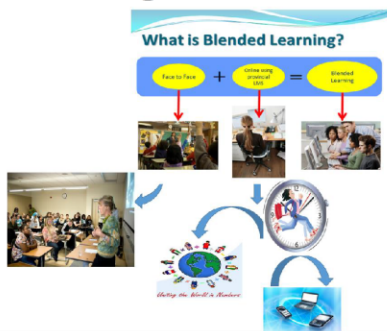 What is Blended Learning?
Face to Face
+
Online using
provincial
LMS
=
Blended
Learning
Uniting the World in Numbers